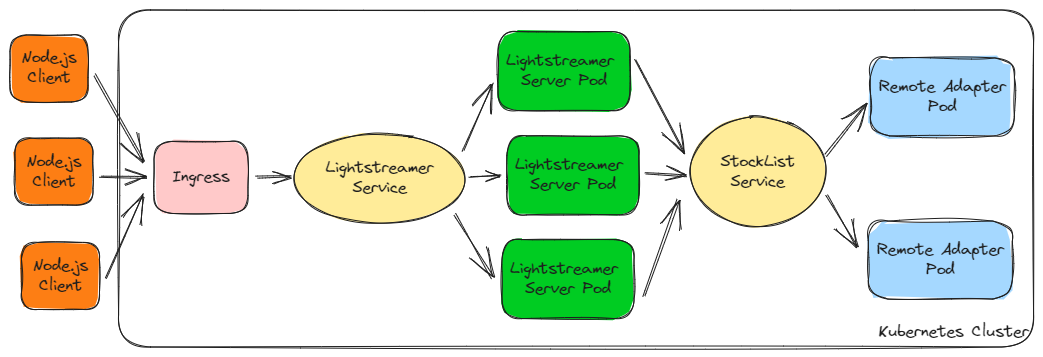 Node.js
Client
Node.js
Client
Node.js
Client
Ingress
Lightstreamer
Service
Lightstreamer
Server Pod
Lightstreamer
Server Pod
Lightstreamer
Server Pod
StockList
Service
Remote Adapter
Pod
Remote Adapter
Pod
Kubernetes Cluster